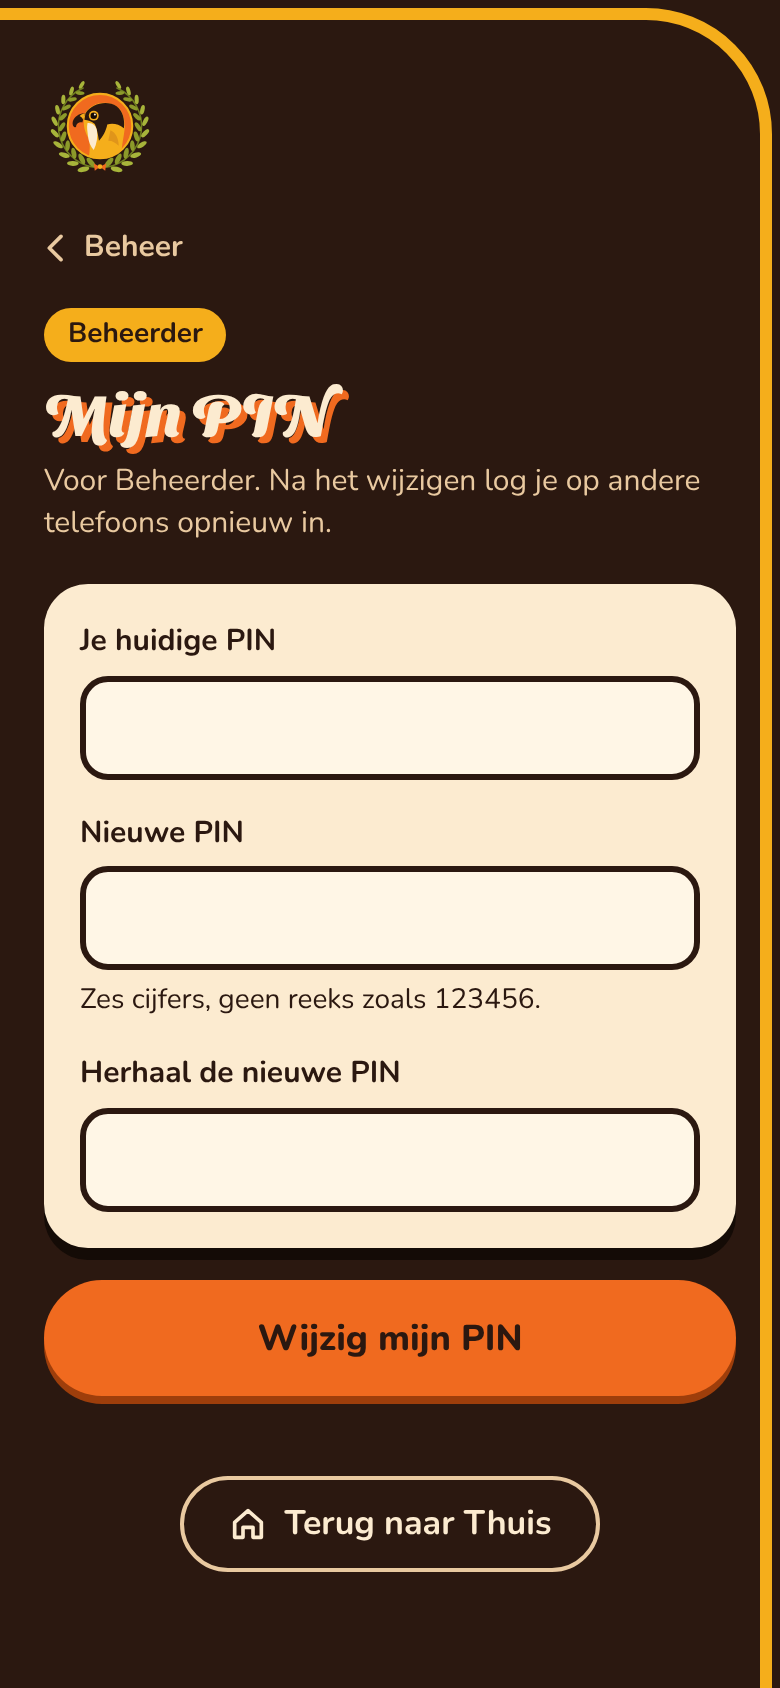 Beheer
Beheerder
Mijn PIN
Voor Beheerder. Na het wijzigen log je op andere
telefoons opnieuw in.
Je huidige PIN
Nieuwe PIN
Zes cijfers, geen reeks zoals 123456.
Herhaal de nieuwe PIN
Wijzig mijn PIN
Terug naar Thuis